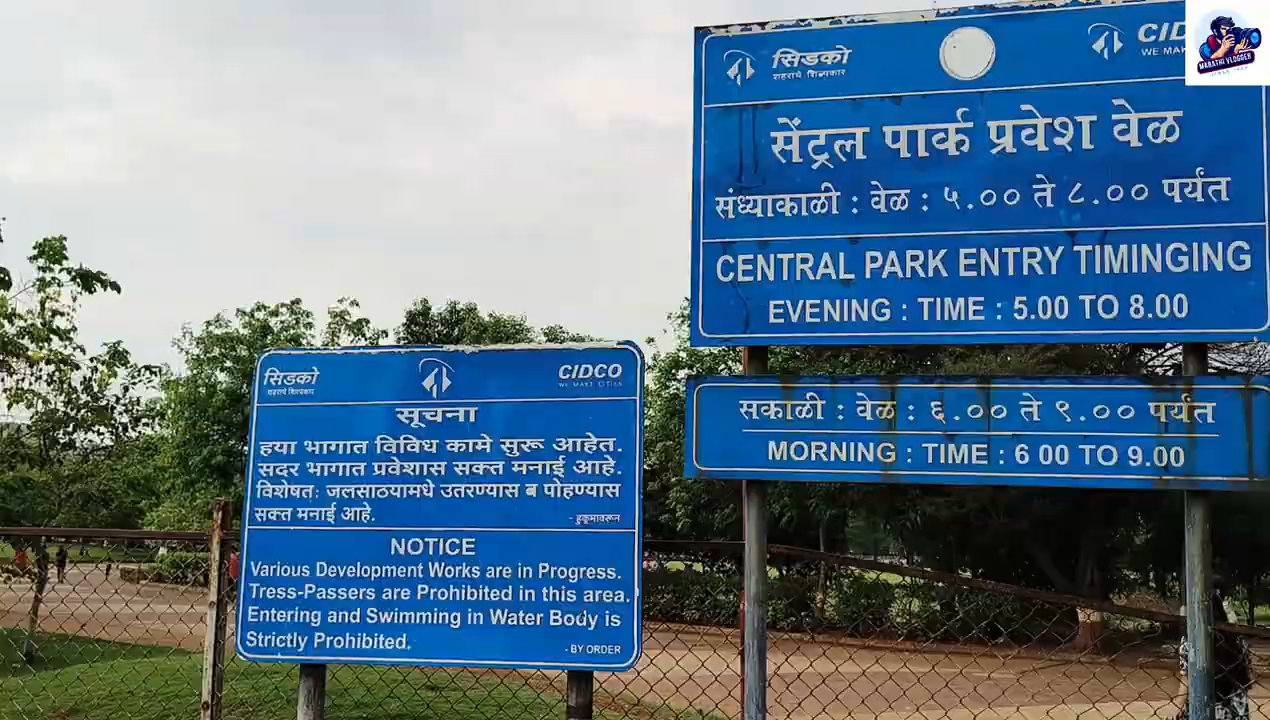 सिडको
शहरांचे शिल्पकार
CIDCO
WE MAKE CITIES
सूचना
हया भागात विविध कामे सुरू आहेत.
सदर भागात प्रवेशास सक्त मनाई आहे.
विशेषतः जलसाठयामधे उतरण्यास ब पोहण्यास
सक्त मनाई आहे.
- हुकूमावरून
NOTICE
Various Development Works are in Progress.
Tress-Passers are Prohibited in this area.
Entering and Swimming in Water Body is
Strictly Prohibited.
- BY ORDER
सिडको
शहरांचे शिल्पकार
CID
WE MAK
MARATHI VLOGGER
सेंट्रल पार्क प्रवेश वेळ
संध्याकाळी : वेळ : ५.०० ते ८.०० पर्यंत
CENTRAL PARK ENTRY TIMINGING
EVENING : TIME : 5.00 TO 8.00
सकाळी : वेळ : ६.०० ते ९.०० पर्यंत
MORNING : TIME : 6 00 TO 9.00